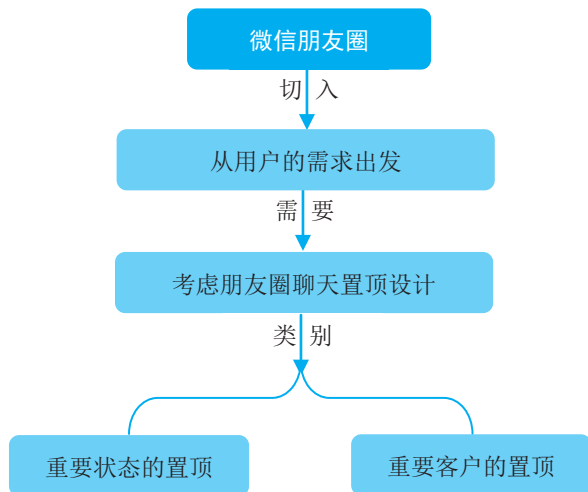 微信朋友圈
切入
从用户的需求出发
需要
考虑朋友圈聊天置顶设计
类别
重要状态的置顶
重要客户的置顶